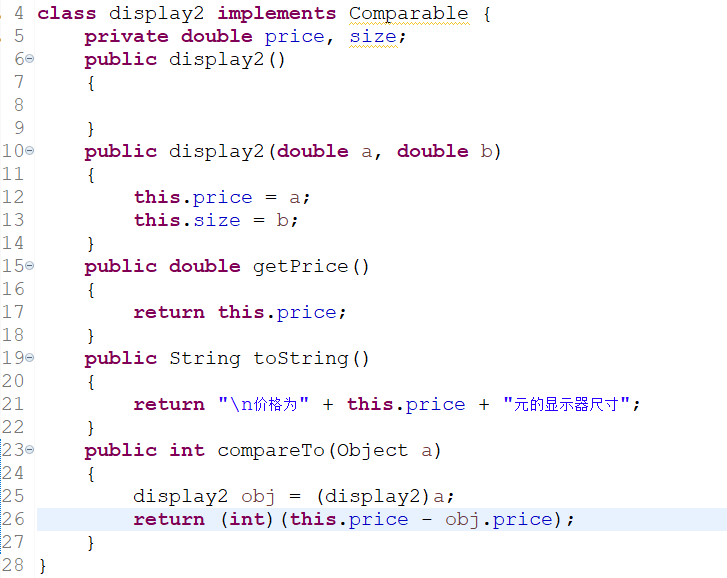 4 class display2 implements Comparable {
5     private double price, size;
6     public display2()
7     {
8
9     }
10     public display2(double a, double b)
11     {
12         this.price = a;
13         this.size = b;
14     }
15     public double getPrice()
16     {
17         return this.price;
18     }
19     public String toString()
20     {
21         return "\n价格为" + this.price + "元的显示器尺寸";
22     }
23     public int compareTo(Object a)
24     {
25         display2 obj = (display2)a;
26         return (int)(this.price - obj.price);
27     }
28 }